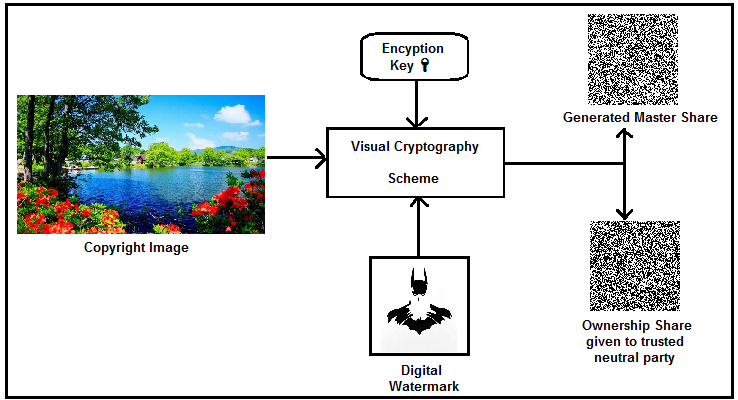 Encyption
Key
Generated Master Share
Visual Cryptography
Scheme
Copyright Image
Ownership Share
given to trusted
neutral party
Digital
Watermark